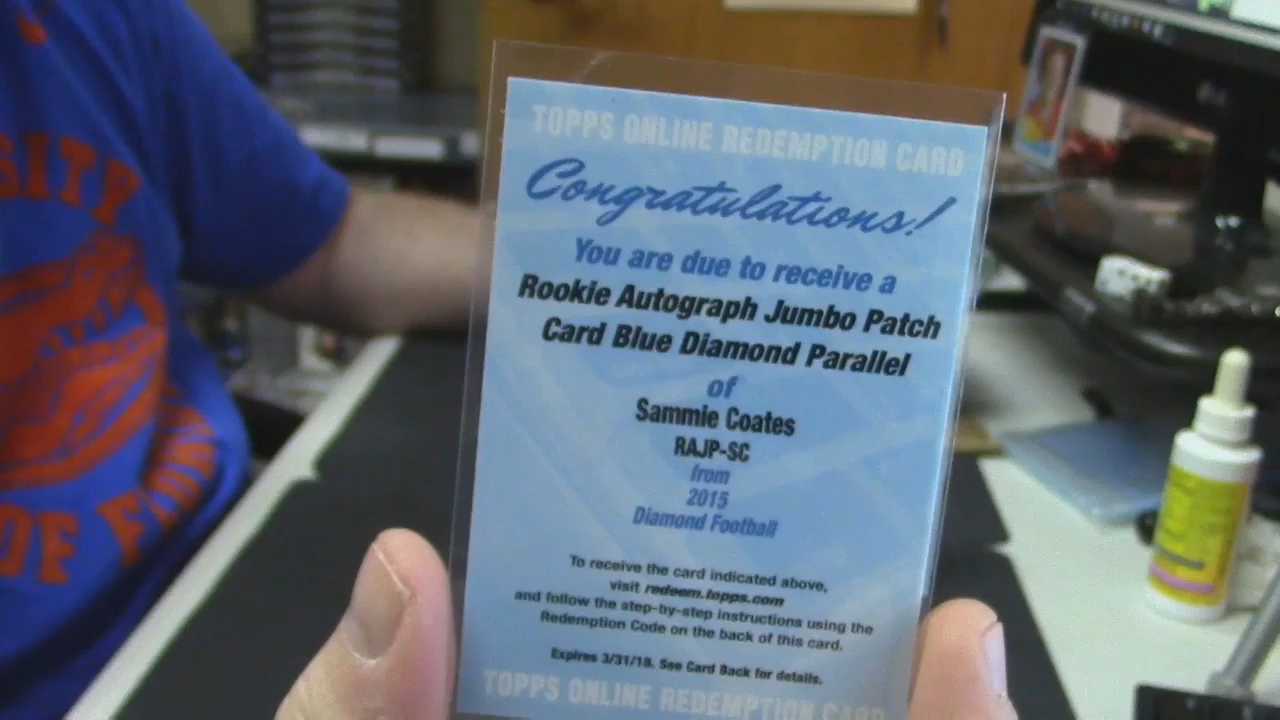 SITY
OF FLORI
TOPPS ONLINE REDEMPTION CARD
Congratulations!
You are due to receive a
Rookie Autograph Jumbo Patch
Card Blue Diamond Parallel
of
Sammie Coates
RAJP-SC
from
2015
Diamond Football
To receive the card indicated above,
visit redeem.topps.com
and follow the step-by-step instructions using the
Redemption Code on the back of this card.
Expires 3/31/18. See Card Back for details.
TOPPS ONLINE REDEMPTION CARD